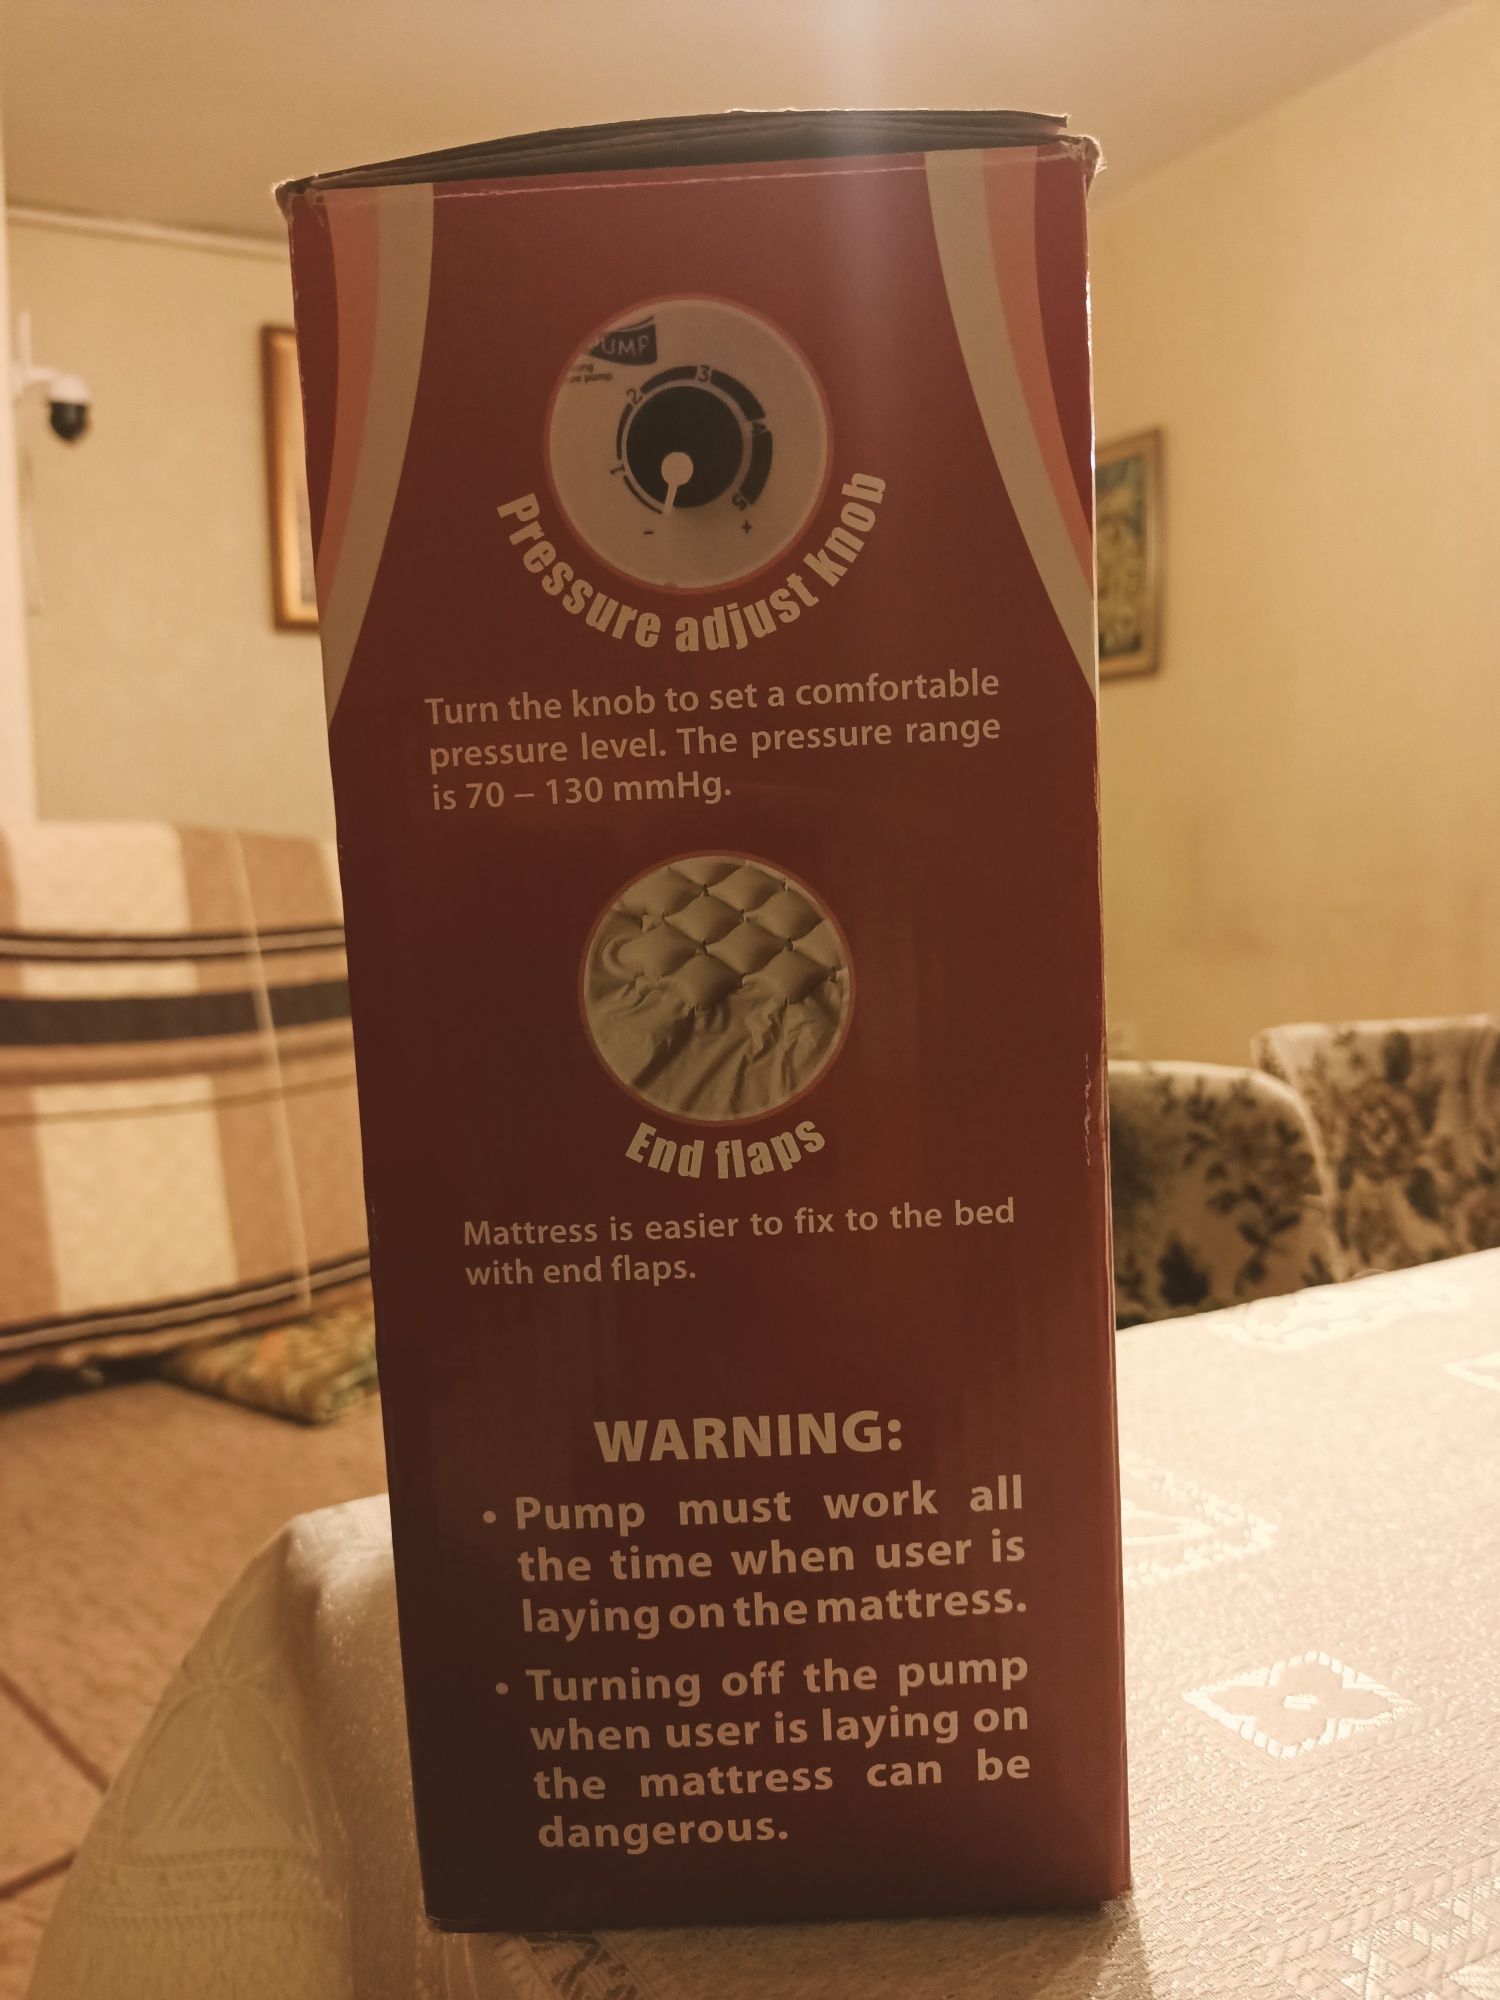 PUMP
pump
1
2
3
4
5
-
+
Pressure adjust knob
Turn the knob to set a comfortable
pressure level. The pressure range
is 70 – 130 mmHg.
End flaps
Mattress is easier to fix to the bed
with end flaps.
WARNING:
• Pump must work all
the time when user is
laying on the mattress.
• Turning off the pump
when user is laying on
the mattress can be
dangerous.